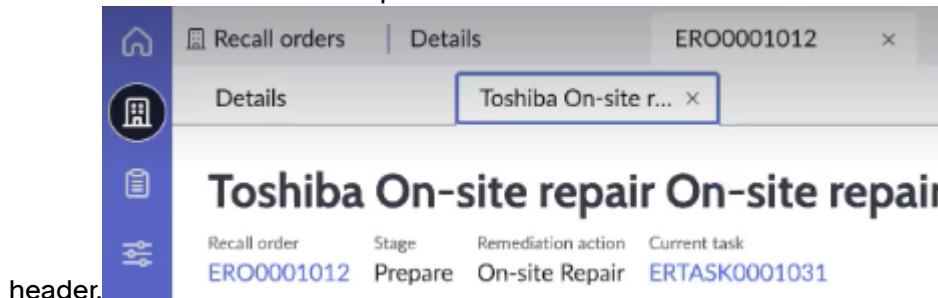 Recall orders Details ERO0001012 ×
Details Toshiba On-site r... ×
Toshiba On-site repair On-site repair
Recall order Stage Remediation action Current task
ERO0001012 Prepare On-site Repair ERTASK0001031
header.